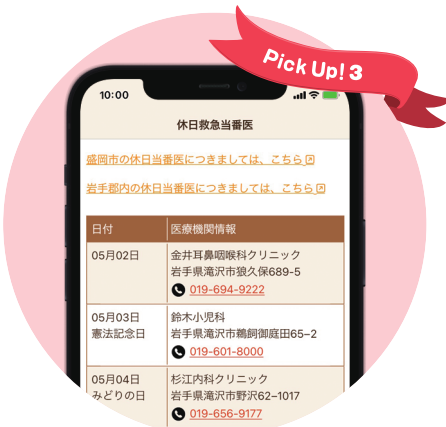 Pick Up! 3
10:00
休日救急当番医
盛岡市の休日当番医につきましては、こちら
岩手郡内の休日当番医につきましては、こちら
日付 医療機関情報
05月02日 金井耳鼻咽喉科クリニック
岩手県滝沢市狼久保689-5
019-694-9222
05月03日 鈴木小児科
憲法記念日 岩手県滝沢市鵜飼御庭田65−2
019-601-8000
05月04日 杉江内科クリニック
みどりの日 岩手県滝沢市野沢62−1017
019-656-9177